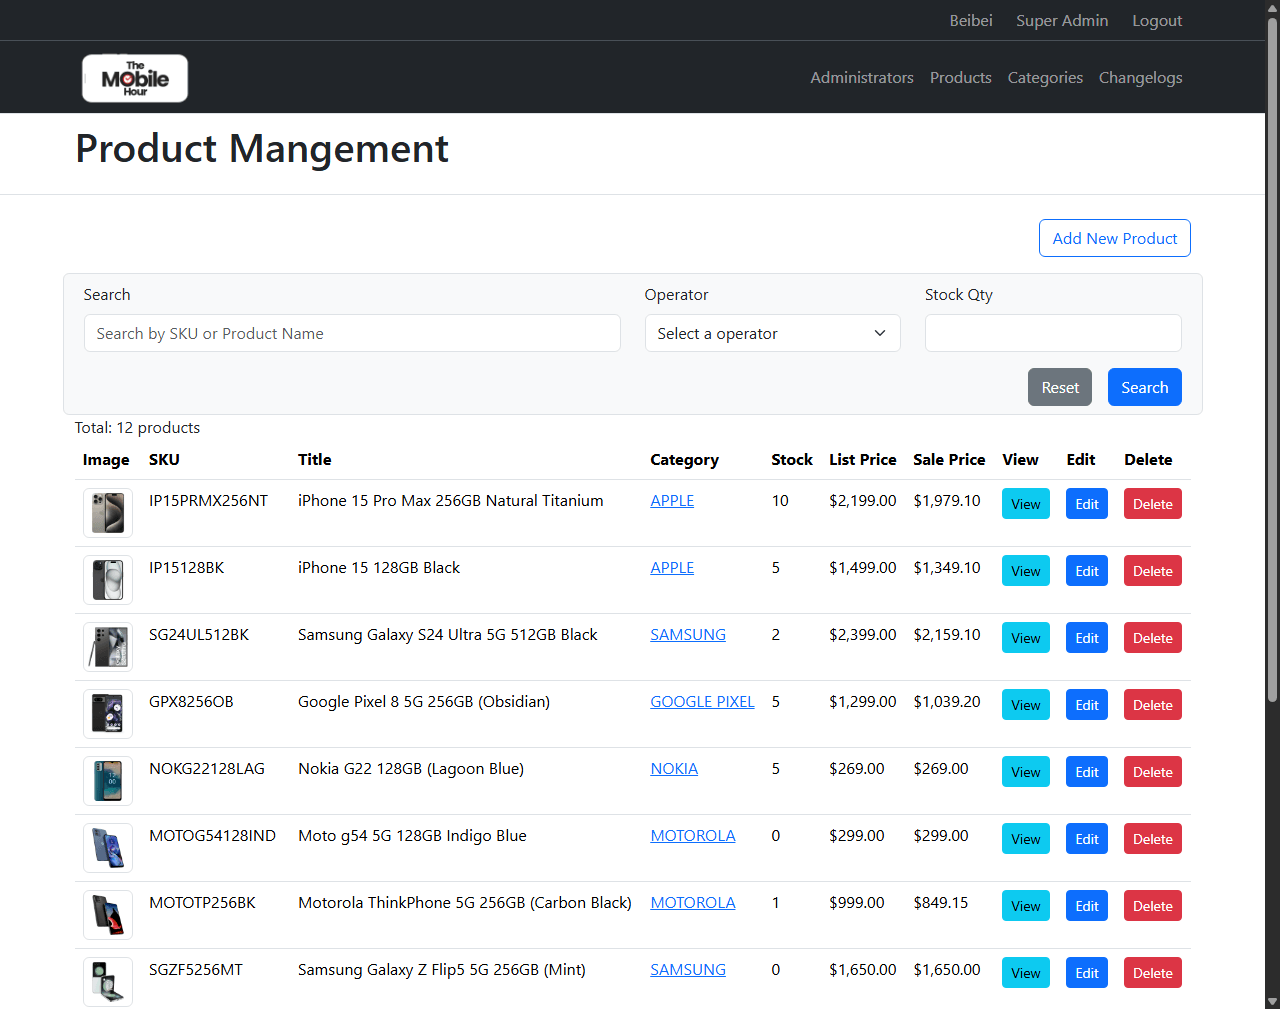 Beibei Super Admin Logout
The Mobile Hour
Administrators Products Categories Changelogs
Product Mangement
Add New Product
Search Operator Stock Qty
Search by SKU or Product Name Select a operator
Reset Search
Total: 12 products
Image SKU Title Category Stock List Price Sale Price View Edit Delete
IP15PRMX256NT iPhone 15 Pro Max 256GB Natural Titanium APPLE 10 $2,199.00 $1,979.10 View Edit Delete
IP15128BK iPhone 15 128GB Black APPLE 5 $1,499.00 $1,349.10 View Edit Delete
SG24UL512BK Samsung Galaxy S24 Ultra 5G 512GB Black SAMSUNG 2 $2,399.00 $2,159.10 View Edit Delete
GPX8256OB Google Pixel 8 5G 256GB (Obsidian) GOOGLE PIXEL 5 $1,299.00 $1,039.20 View Edit Delete
NOKG22128LAG Nokia G22 128GB (Lagoon Blue) NOKIA 5 $269.00 $269.00 View Edit Delete
MOTOG54128IND Moto g54 5G 128GB Indigo Blue MOTOROLA 0 $299.00 $299.00 View Edit Delete
MOTOTP256BK Motorola ThinkPhone 5G 256GB (Carbon Black) MOTOROLA 1 $999.00 $849.15 View Edit Delete
SGZF5256MT Samsung Galaxy Z Flip5 5G 256GB (Mint) SAMSUNG 0 $1,650.00 $1,650.00 View Edit Delete